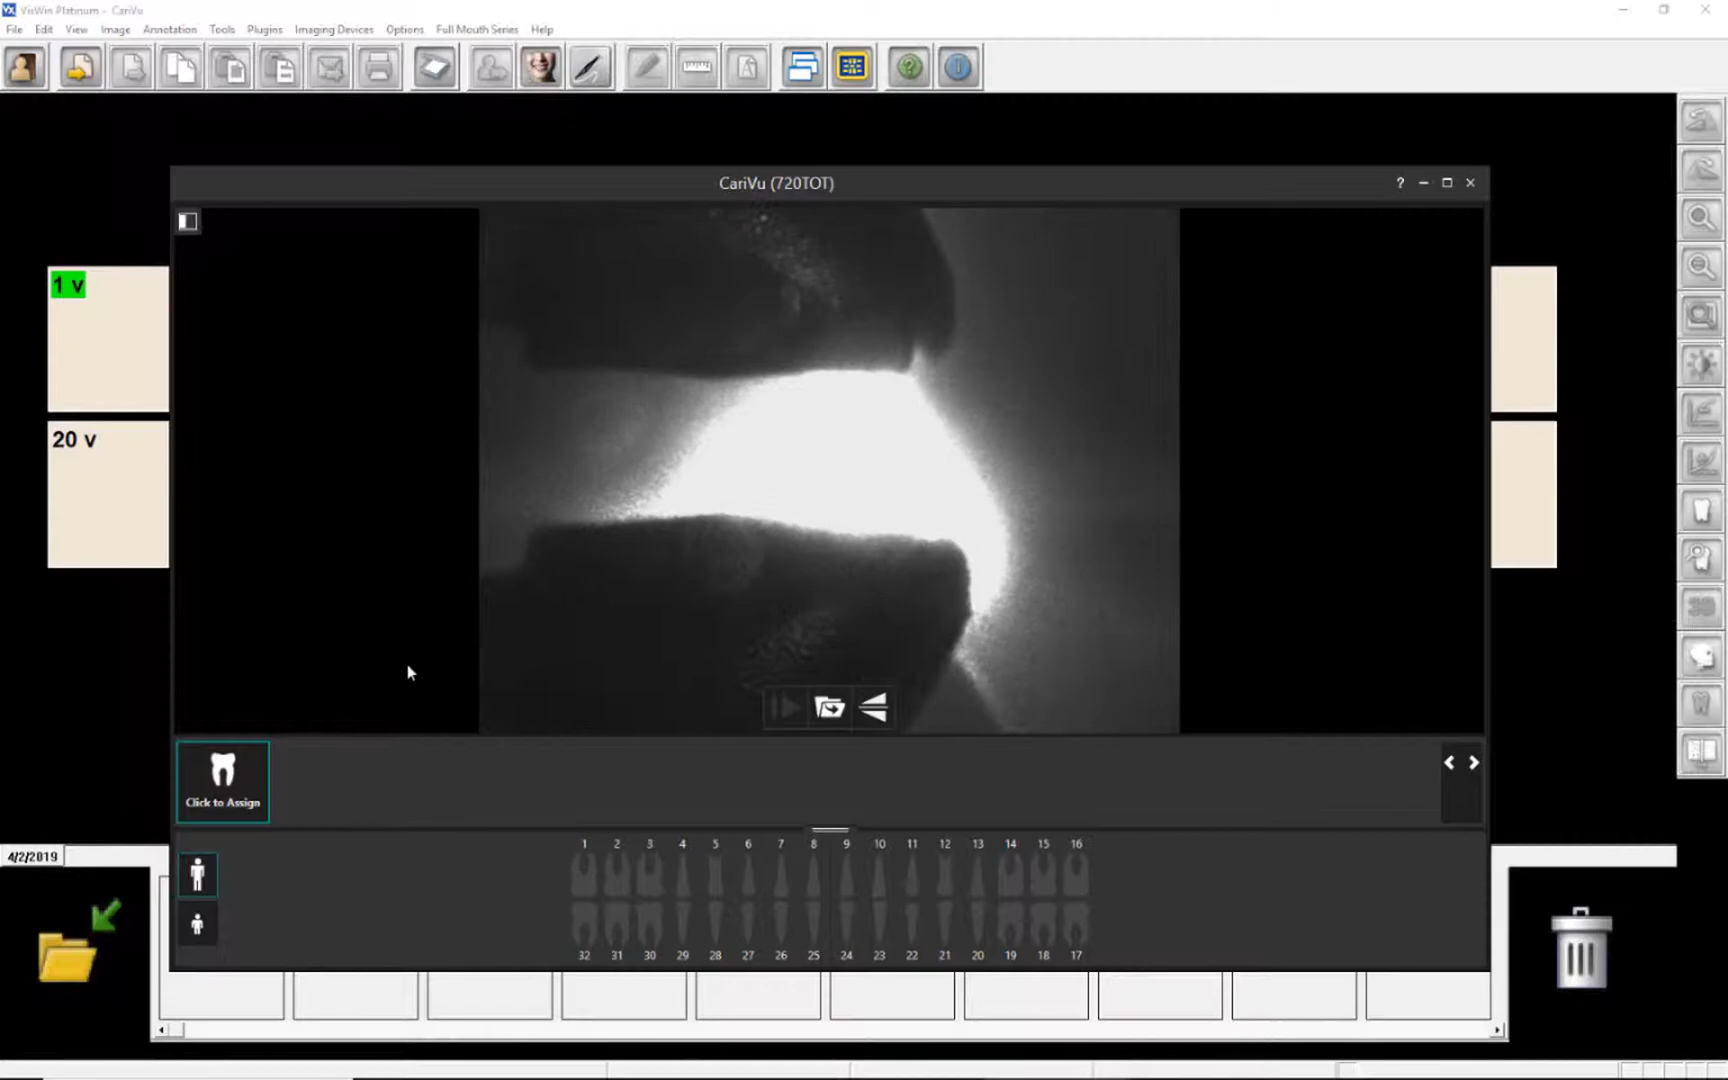 VixWin Platinum - CariVu
File Edit View Image Annotation Tools Plugins Imaging Devices Options Full Mouth Series Help
CariVu (720TOT)
?
1 v
20 v
Click to Assign
4/2/2019
1 2 3 4 5 6 7 8 9 10 11 12 13 14 15 16
32 31 30 29 28 27 26 25 24 23 22 21 20 19 18 17
3D